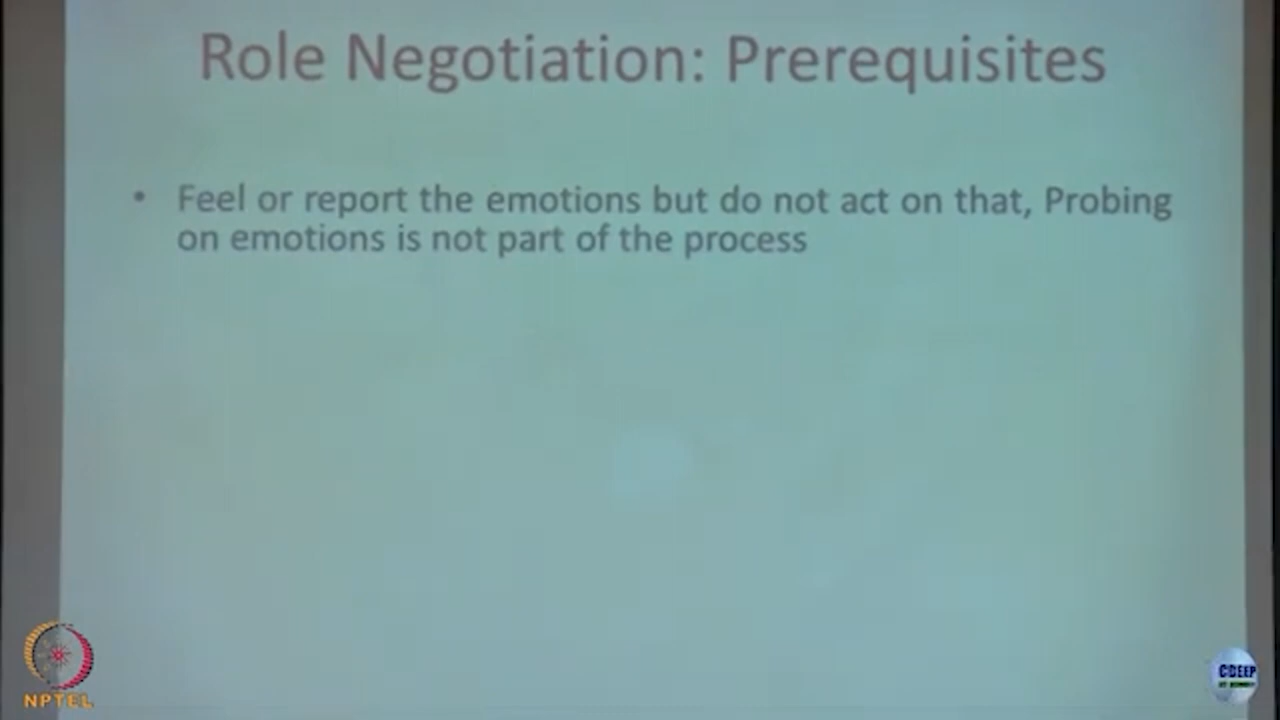 Role Negotiation: Prerequisites
• Feel or report the emotions but do not act on that, Probing
on emotions is not part of the process
NPTEL
CDEEP